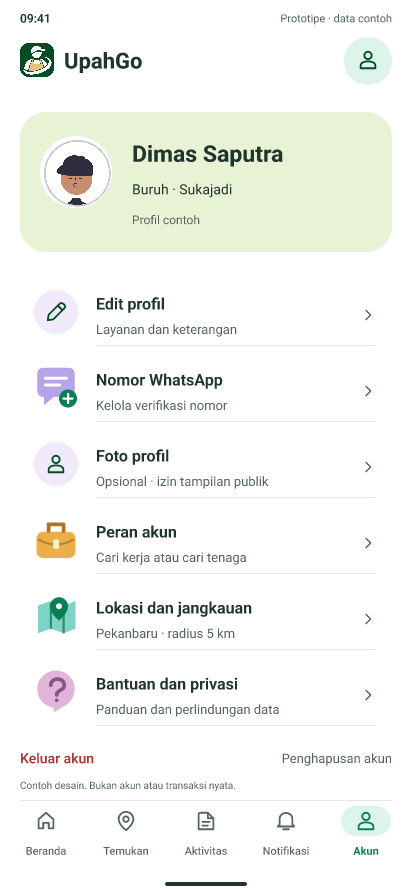 09:41
Prototipe · data contoh
UpahGo
Dimas Saputra
Buruh · Sukajadi
Profil contoh
Edit profil
Layanan dan keterangan
Nomor WhatsApp
Kelola verifikasi nomor
Foto profil
Opsional · izin tampilan publik
Peran akun
Cari kerja atau cari tenaga
Lokasi dan jangkauan
Pekanbaru · radius 5 km
Bantuan dan privasi
Panduan dan perlindungan data
Keluar akun
Penghapusan akun
Contoh desain. Bukan akun atau transaksi nyata.
Beranda
Temukan
Aktivitas
Notifikasi
Akun